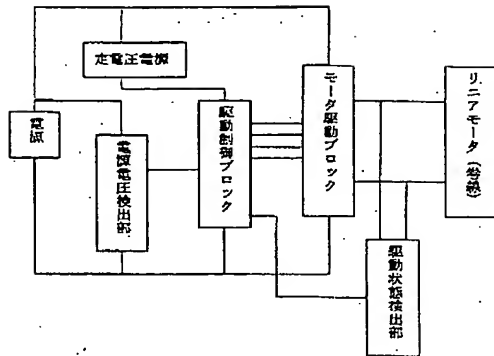 定電圧電源
電源
電源電圧検出部
駆動制御ブロック
モータ駆動ブロック
リニアモータ(巻線)
駆動状態検出部